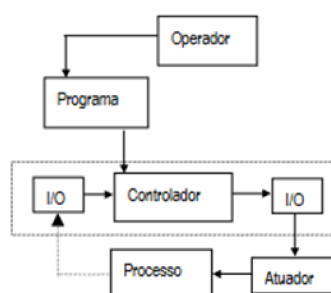 Operador
Programa
I/O
Controlador
I/O
Processo
Atuador